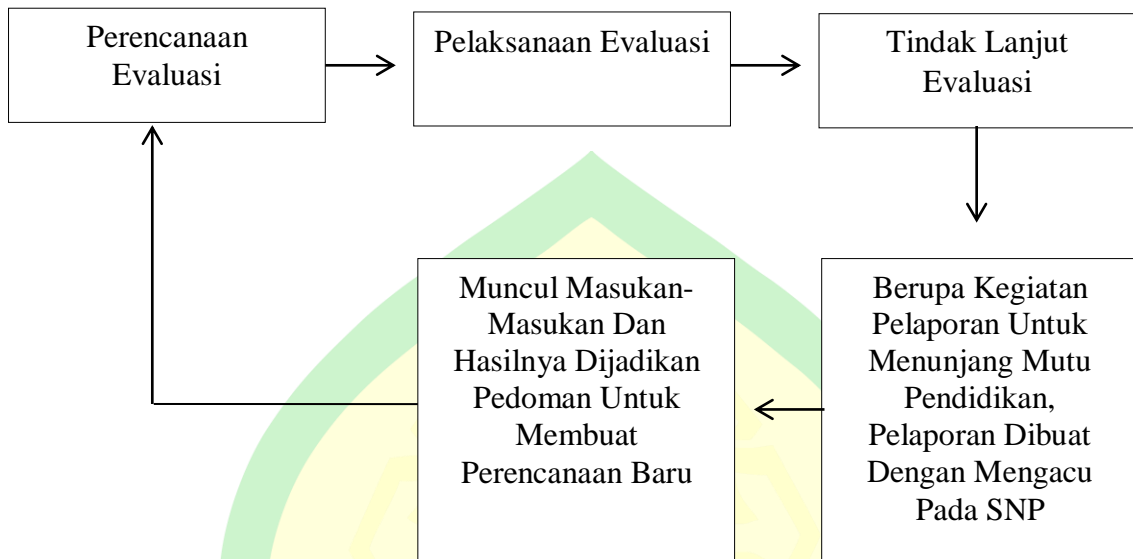 Perencanaan
Evaluasi
Pelaksanaan Evaluasi
Tindak Lanjut
Evaluasi
Berupa Kegiatan
Pelaporan Untuk
Menunjang Mutu
Pendidikan,
Pelaporan Dibuat
Dengan Mengacu
Pada SNP
Muncul Masukan-
Masukan Dan
Hasilnya Dijadikan
Pedoman Untuk
Membuat
Perencanaan Baru